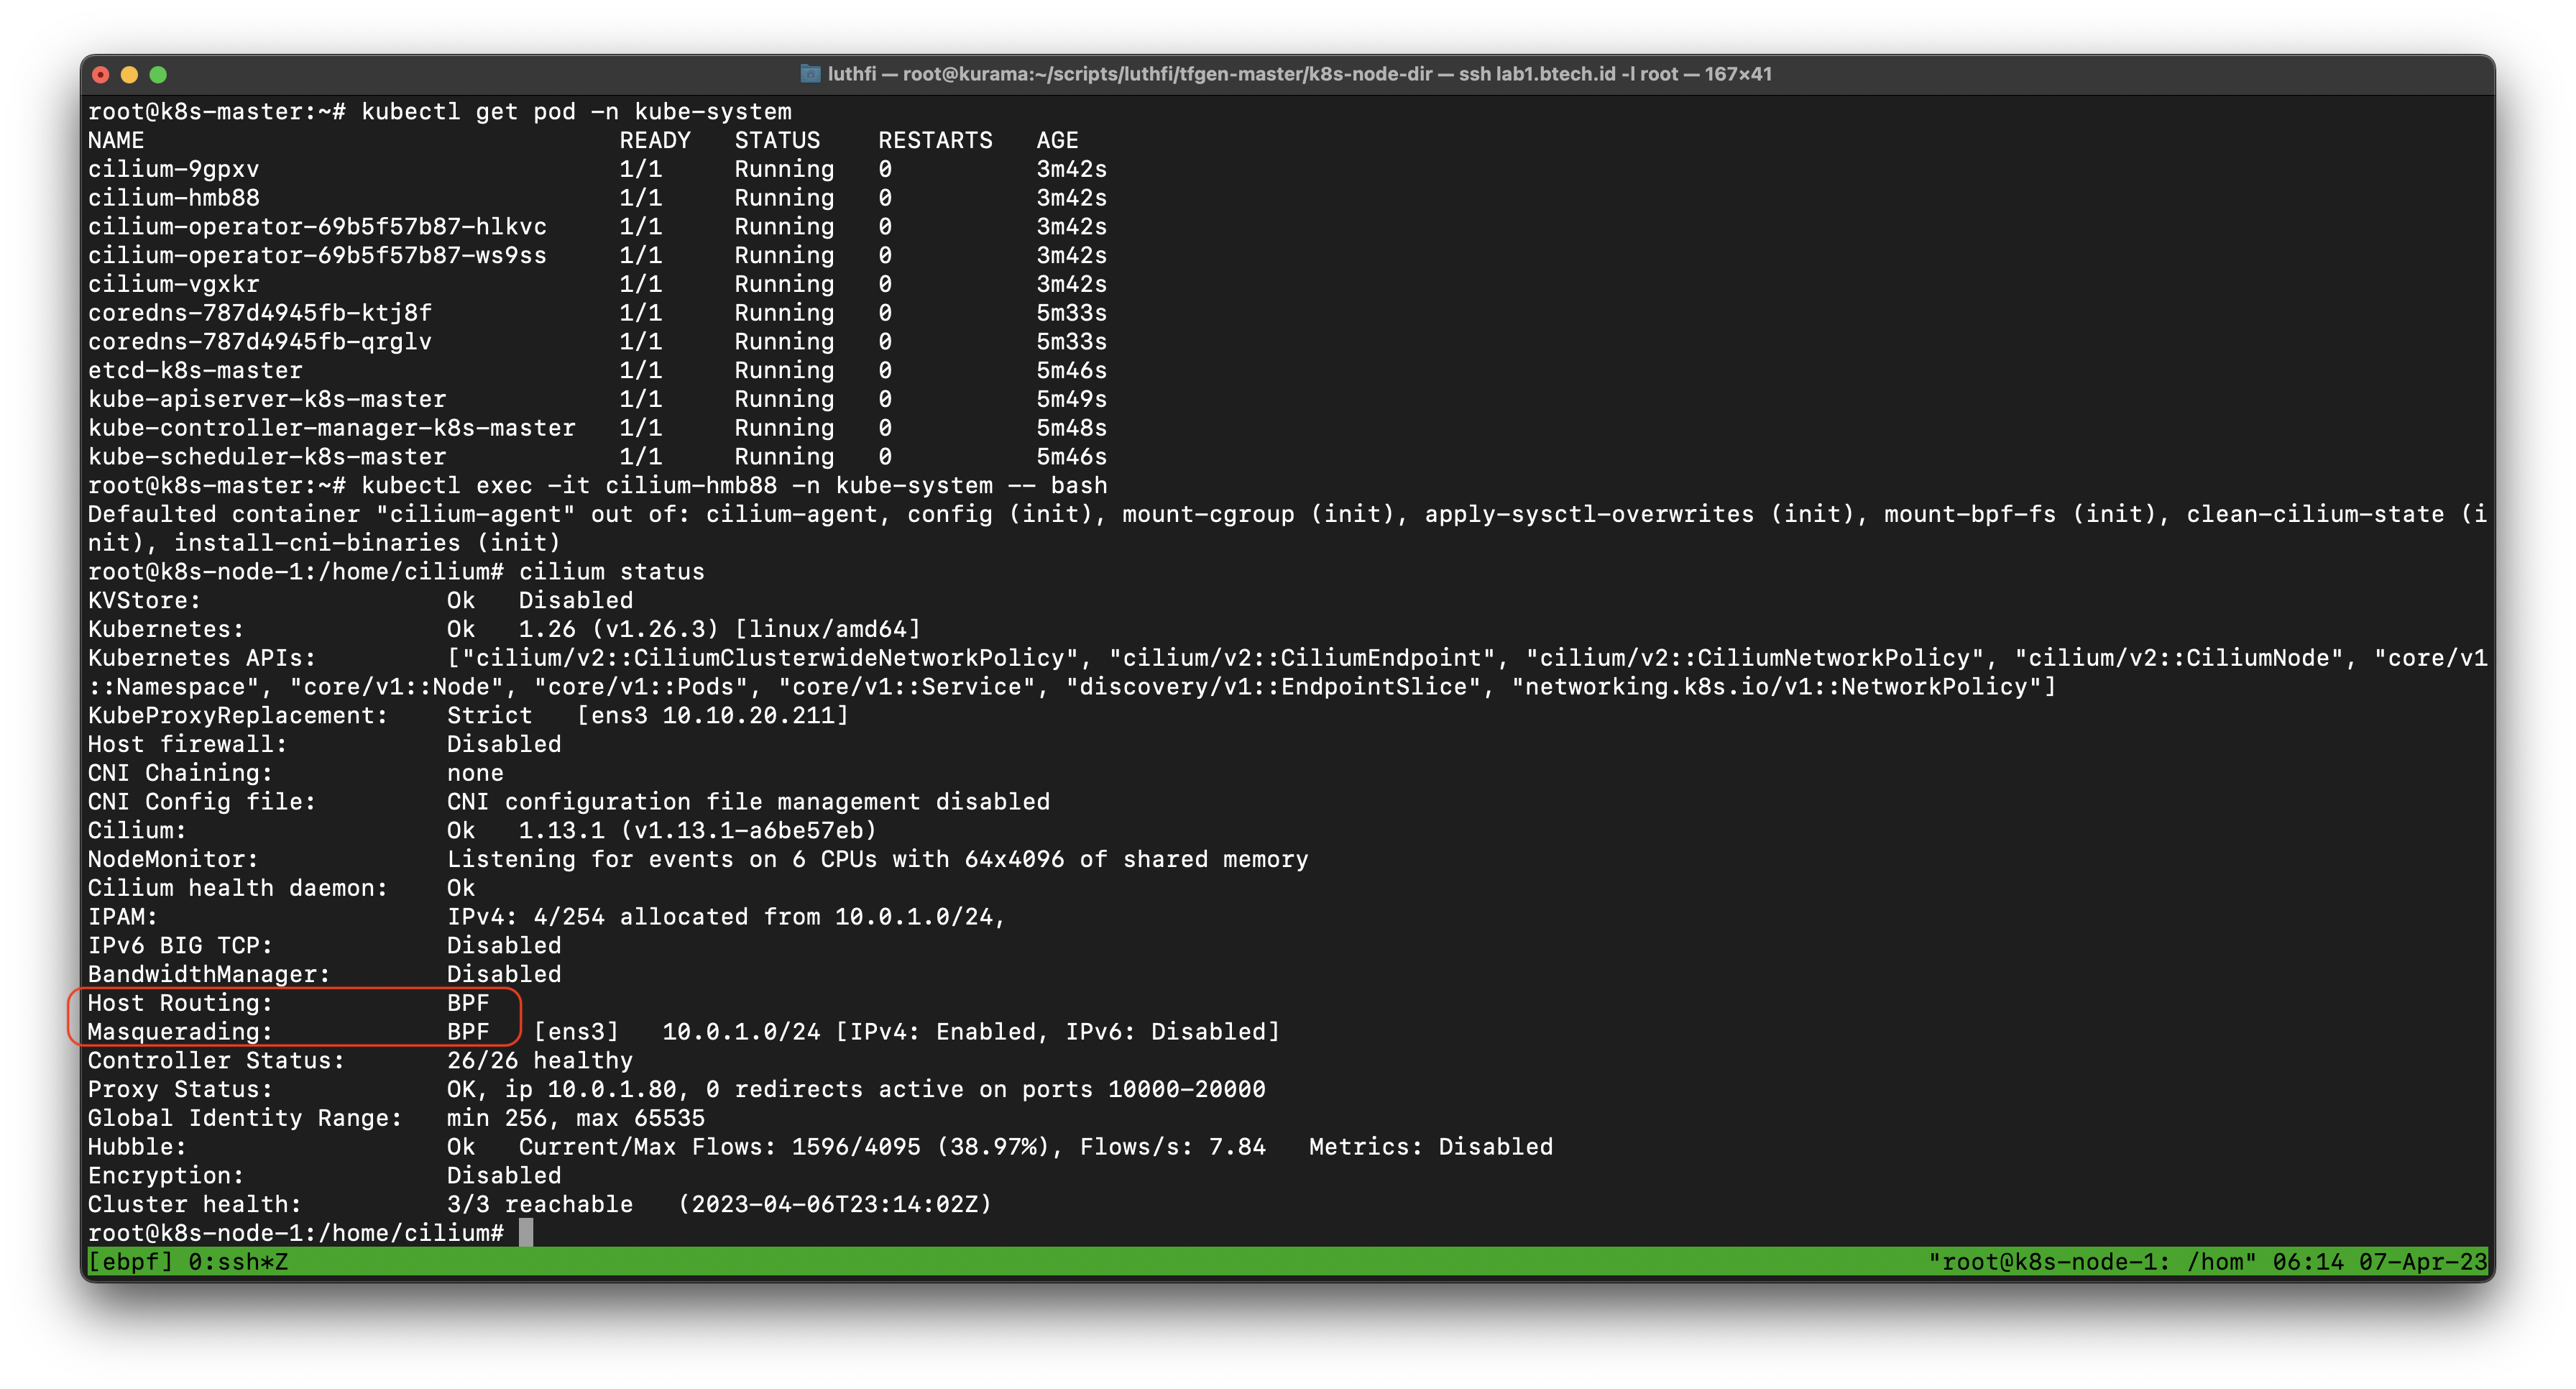 luthfi — root@kurama:~/scripts/luthfi/tfgen-master/k8s-node-dir — ssh lab1.btech.id -l root — 167×41
root@k8s-master:~# kubectl get pod -n kube-system
NAME                                 READY   STATUS    RESTARTS   AGE
cilium-9gpxv                         1/1     Running   0          3m42s
cilium-hmb88                         1/1     Running   0          3m42s
cilium-operator-69b5f57b87-hlkvc     1/1     Running   0          3m42s
cilium-operator-69b5f57b87-ws9ss     1/1     Running   0          3m42s
cilium-vgxkr                         1/1     Running   0          3m42s
coredns-787d4945fb-ktj8f             1/1     Running   0          5m33s
coredns-787d4945fb-qrglv             1/1     Running   0          5m33s
etcd-k8s-master                      1/1     Running   0          5m46s
kube-apiserver-k8s-master            1/1     Running   0          5m49s
kube-controller-manager-k8s-master   1/1     Running   0          5m48s
kube-scheduler-k8s-master            1/1     Running   0          5m46s
root@k8s-master:~# kubectl exec -it cilium-hmb88 -n kube-system -- bash
Defaulted container "cilium-agent" out of: cilium-agent, config (init), mount-cgroup (init), apply-sysctl-overwrites (init), mount-bpf-fs (init), clean-cilium-state (i
nit), install-cni-binaries (init)
root@k8s-node-1:/home/cilium# cilium status
KVStore:                 Ok   Disabled
Kubernetes:              Ok   1.26 (v1.26.3) [linux/amd64]
Kubernetes APIs:         ["cilium/v2::CiliumClusterwideNetworkPolicy", "cilium/v2::CiliumEndpoint", "cilium/v2::CiliumNetworkPolicy", "cilium/v2::CiliumNode", "core/v1
::Namespace", "core/v1::Node", "core/v1::Pods", "core/v1::Service", "discovery/v1::EndpointSlice", "networking.k8s.io/v1::NetworkPolicy"]
KubeProxyReplacement:    Strict   [ens3 10.10.20.211]
Host firewall:           Disabled
CNI Chaining:            none
CNI Config file:         CNI configuration file management disabled
Cilium:                  Ok   1.13.1 (v1.13.1-a6be57eb)
NodeMonitor:             Listening for events on 6 CPUs with 64x4096 of shared memory
Cilium health daemon:    Ok
IPAM:                    IPv4: 4/254 allocated from 10.0.1.0/24,
IPv6 BIG TCP:            Disabled
BandwidthManager:        Disabled
Host Routing:            BPF
Masquerading:            BPF   [ens3]   10.0.1.0/24 [IPv4: Enabled, IPv6: Disabled]
Controller Status:       26/26 healthy
Proxy Status:            OK, ip 10.0.1.80, 0 redirects active on ports 10000-20000
Global Identity Range:   min 256, max 65535
Hubble:                  Ok   Current/Max Flows: 1596/4095 (38.97%), Flows/s: 7.84   Metrics: Disabled
Encryption:              Disabled
Cluster health:          3/3 reachable   (2023-04-06T23:14:02Z)
root@k8s-node-1:/home/cilium#
[ebpf] 0:ssh*Z "root@k8s-node-1: /hom" 06:14 07-Apr-23